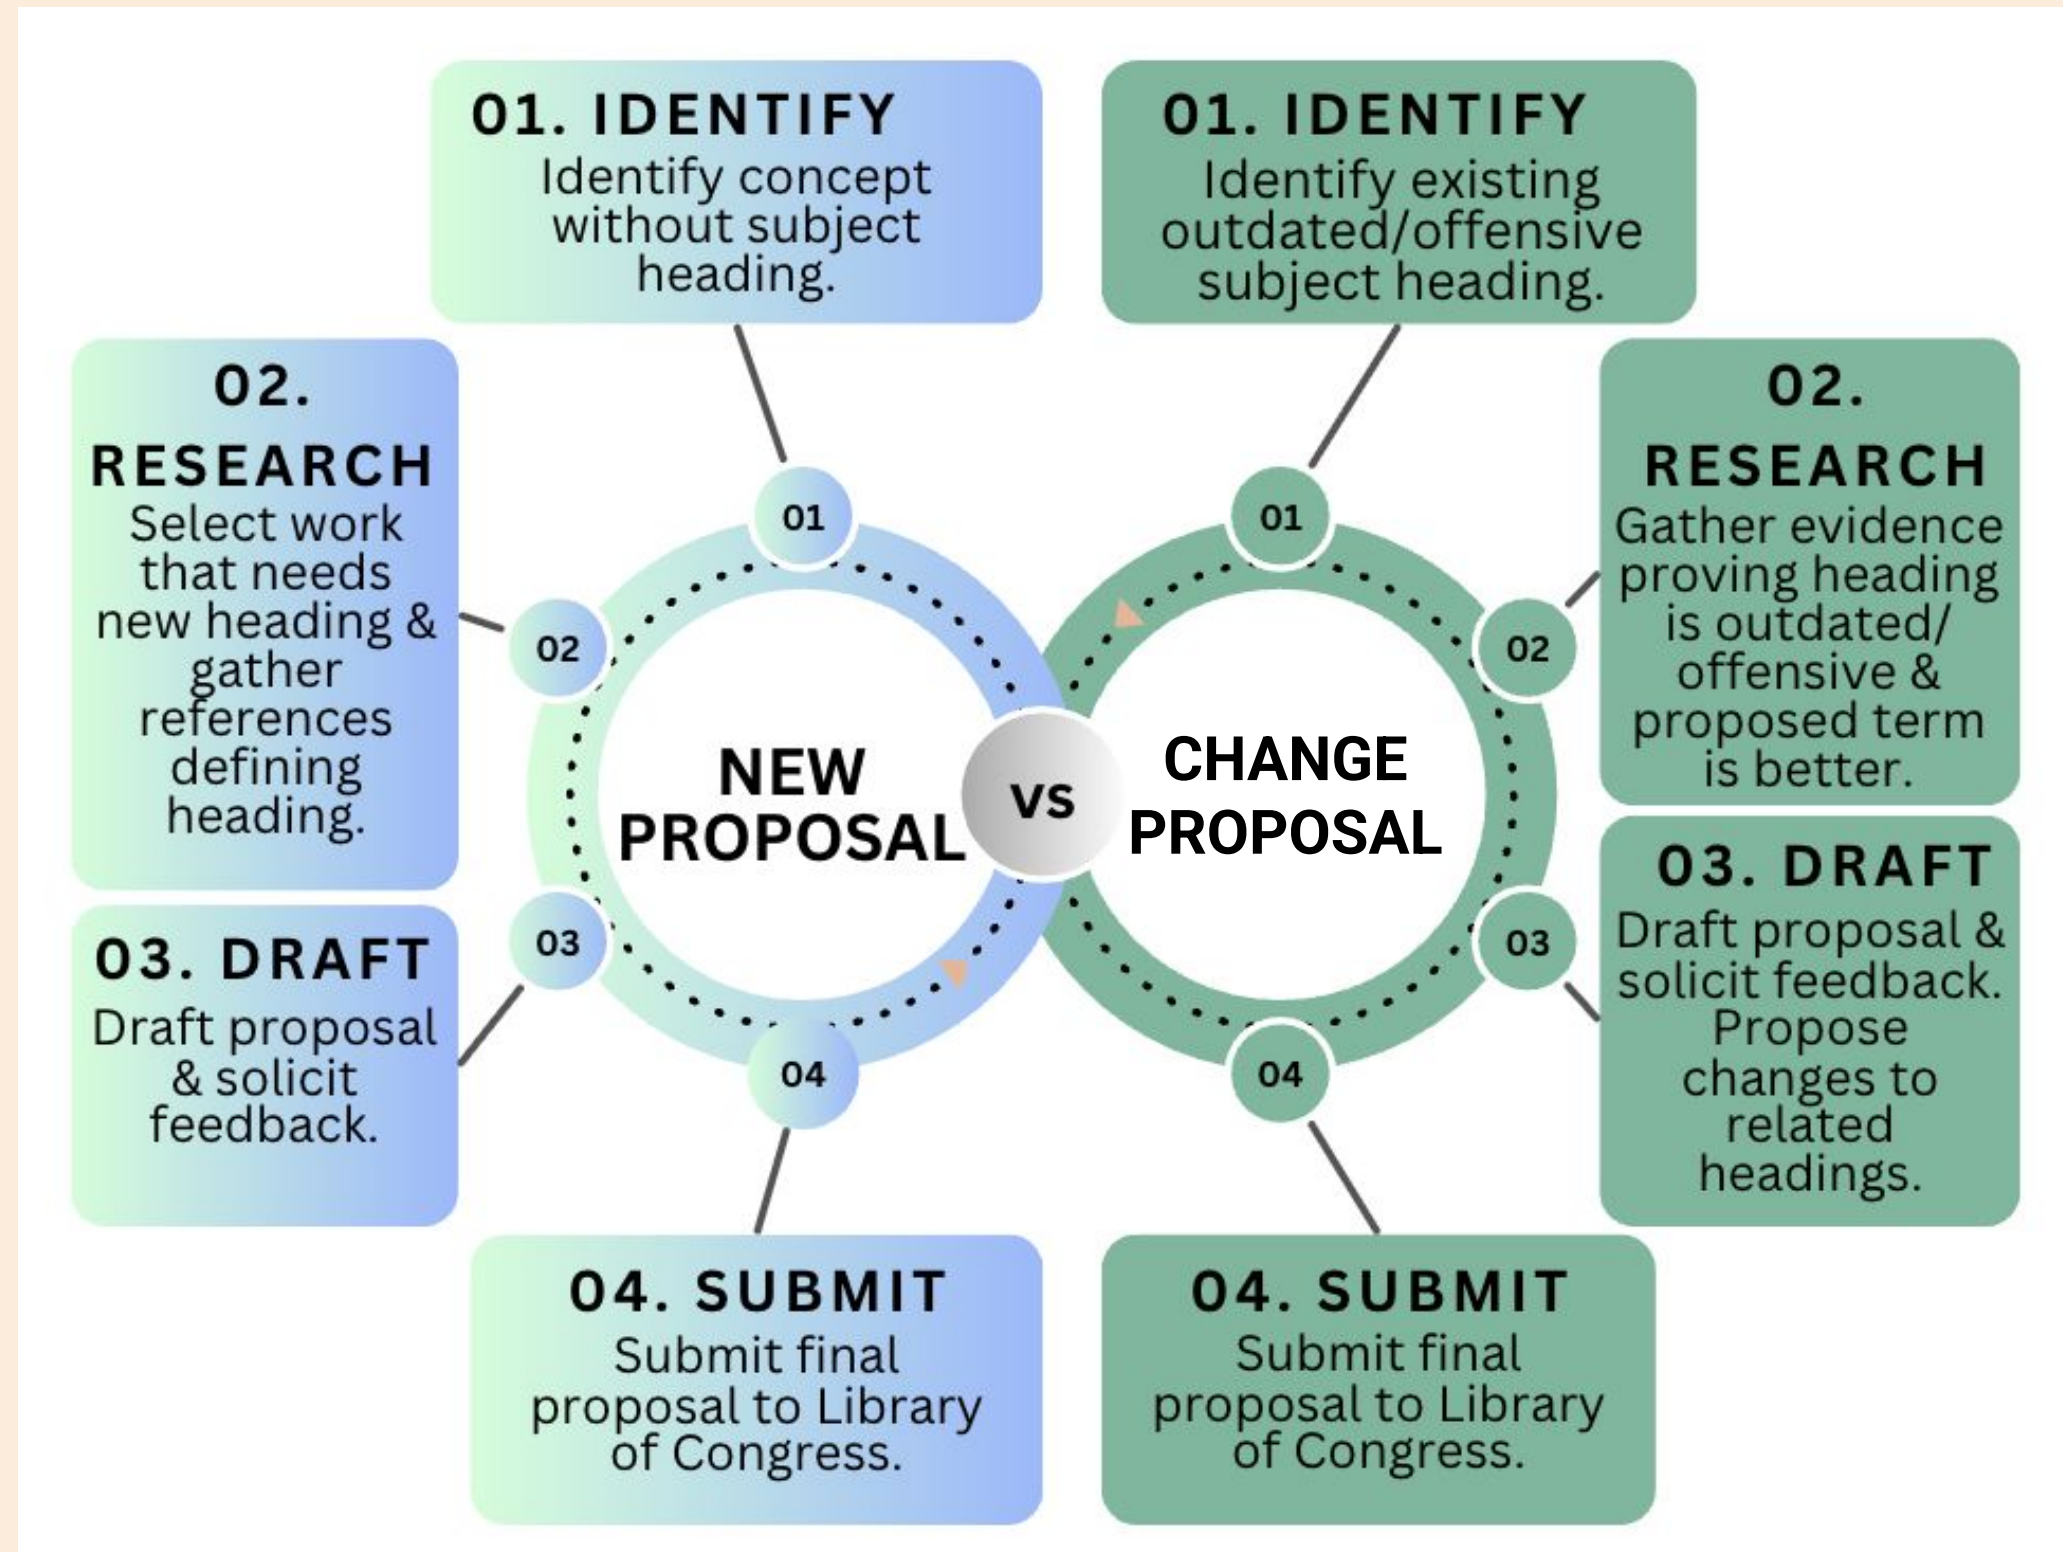 01. IDENTIFY
Identify concept
without subject
heading.
02.
RESEARCH
Select work
that needs
new heading &
gather
references
defining
heading.
03. DRAFT
Draft proposal
& solicit
feedback.
04. SUBMIT
Submit final
proposal to Library
of Congress.
01
02
03
04
NEW
PROPOSAL
VS
CHANGE
PROPOSAL
01
02
03
04
01. IDENTIFY
Identify existing
outdated/offensive
subject heading.
02.
RESEARCH
Gather evidence
proving heading
is outdated/
offensive &
proposed term
is better.
03. DRAFT
Draft proposal &
solicit feedback.
Propose
changes to
related
headings.
04. SUBMIT
Submit final
proposal to Library
of Congress.